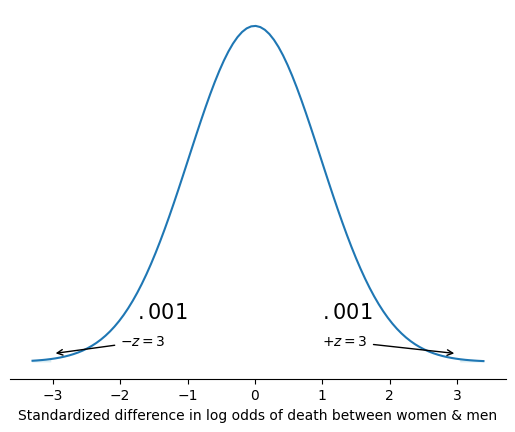 .001 .001
−z = 3 +z = 3
−3 −2 −1 0 1 2 3
Standardized difference in log odds of death between women & men